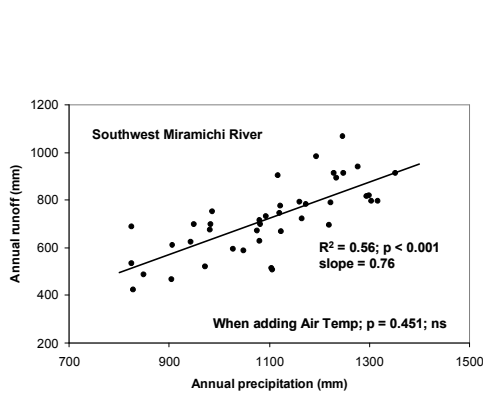 1200
Southwest Miramichi River
1000
Annual runoff (mm)
800
600
R² = 0.56; p < 0.001
slope = 0.76
400
When adding Air Temp; p = 0.451; ns
200
700 900 1100 1300 1500
Annual precipitation (mm)